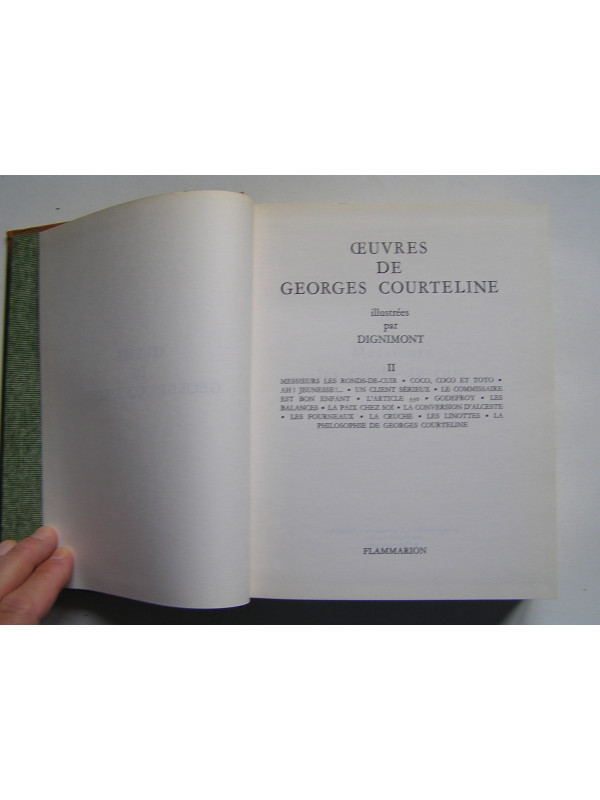 ŒUVRES
DE
GEORGES COURTELINE
illustrées
par
DIGNIMONT
II
MESSIEURS LES RONDS-DE-CUIR • COCO, COCO ET TOTO •
AH ! JEUNESSE !... • UN CLIENT SÉRIEUX • LE COMMISSAIRE
EST BON ENFANT • L'ARTICLE 330 • GODEFROY • LES
BALANCES • LA PAIX CHEZ SOI • LA CONVERSION D'ALCESTE
• LES FOURNEAUX • LA CRUCHE • LES LINOTTES • LA
PHILOSOPHIE DE GEORGES COURTELINE
FLAMMARION